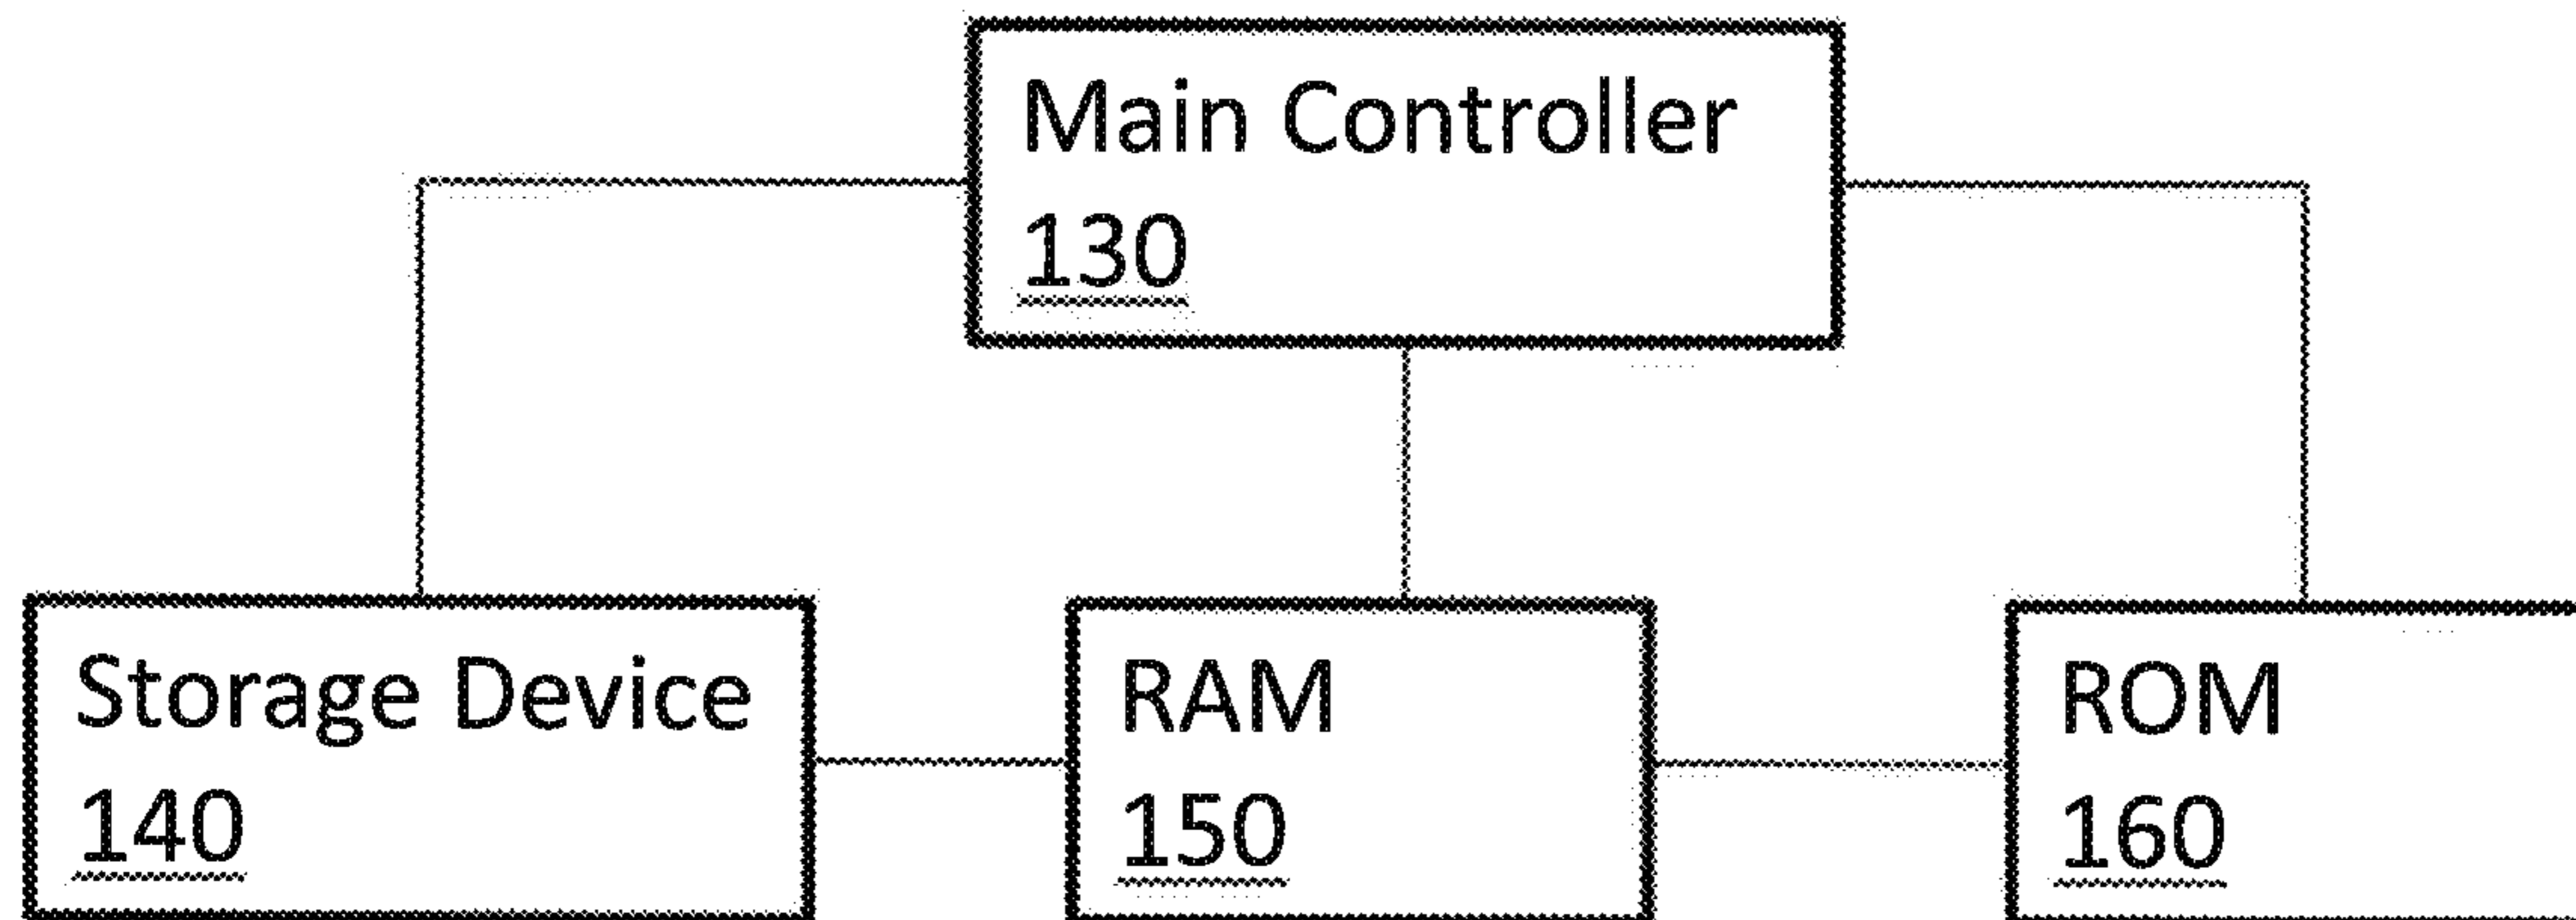 Main Controller
130
Storage Device
140
RAM
150
ROM
160